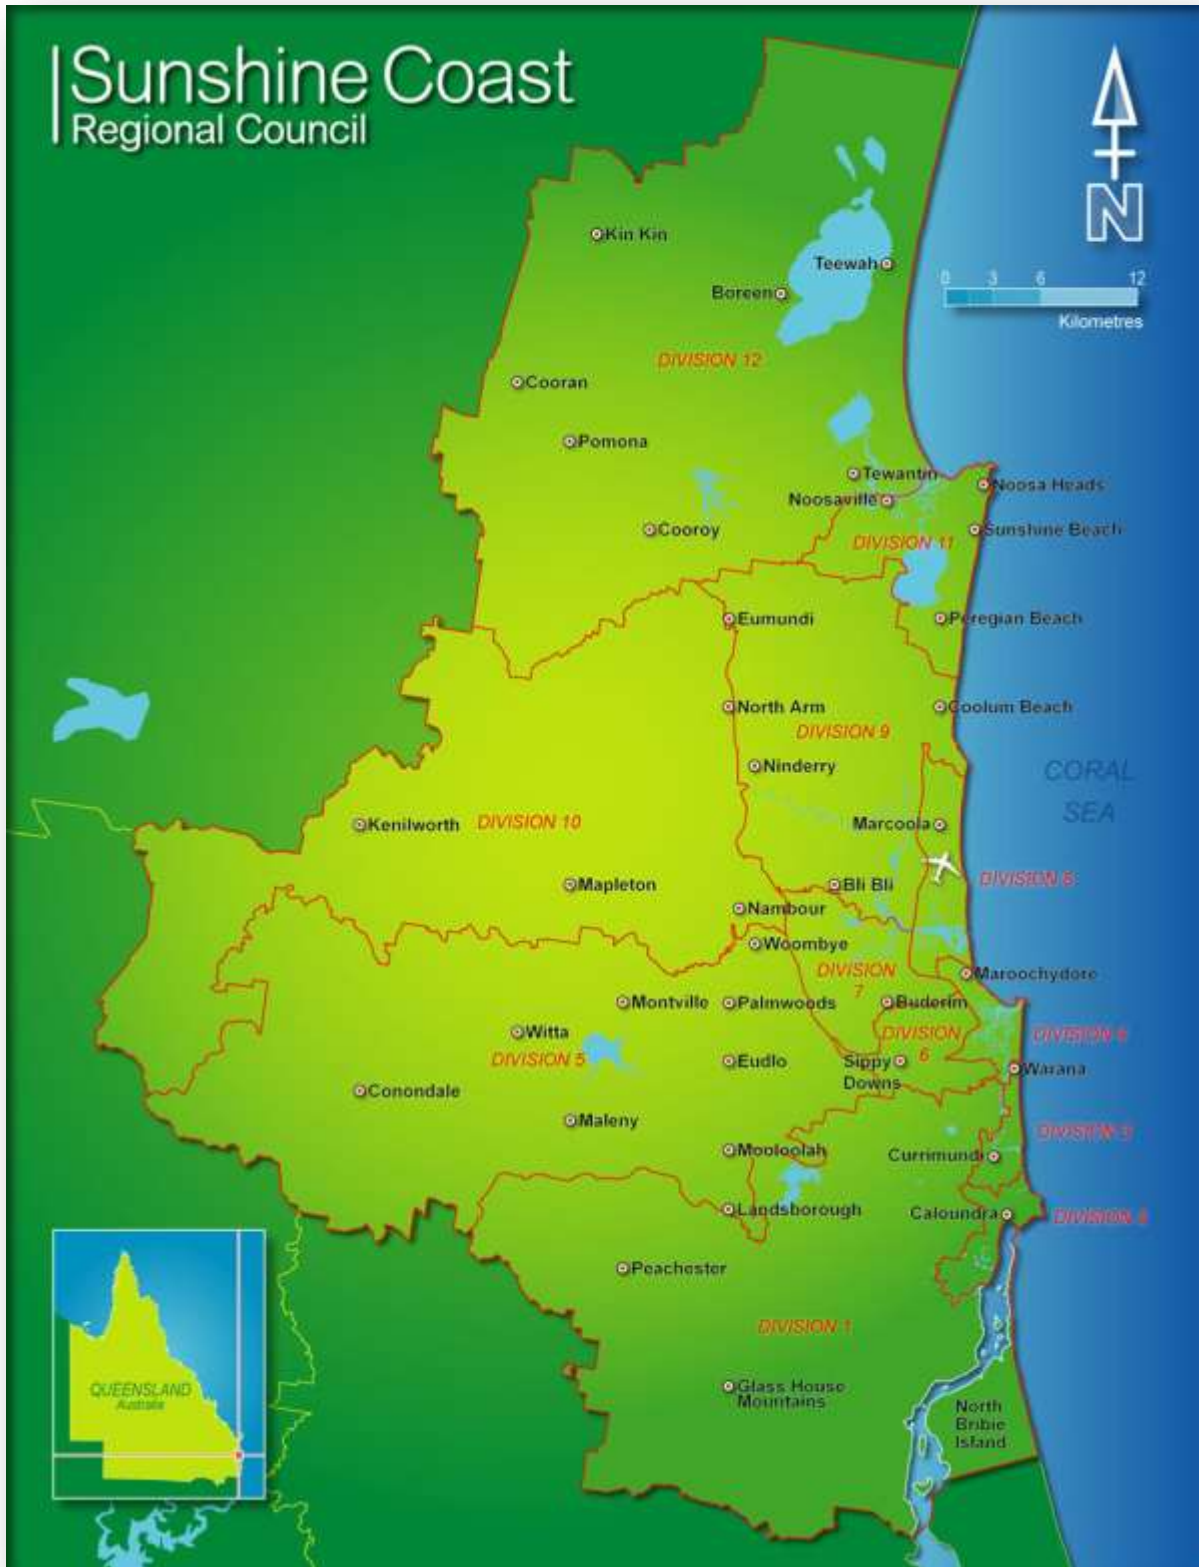 Sunshine Coast
Regional Council
N
0 3 6 12
Kilometres
Kin Kin
Teewah
Boreen
DIVISION 12
Cooran
Pomona
Tewantin
Noosa Heads
Noosaville
Cooroy
Sunshine Beach
DIVISION 11
Eumundi
Peregian Beach
North Arm
Coolum Beach
DIVISION 9
Ninderry
CORAL
SEA
Kenilworth
DIVISION 10
Marcoola
Mapleton
Bli Bli
DIVISION 8
Nambour
Woombye
DIVISION
7
Maroochydore
Montville
Palmwoods
Buderim
Witta
DIVISION
6
DIVISION 4
DIVISION 5
Eudlo
Sippy
Downs
Warana
Conondale
Maleny
DIVISION 3
Mooloolah
Currimundi
Landsborough
Caloundra
DIVISION 2
Peachester
DIVISION 1
Glass House
Mountains
North
Bribie
Island
QUEENSLAND
Australia